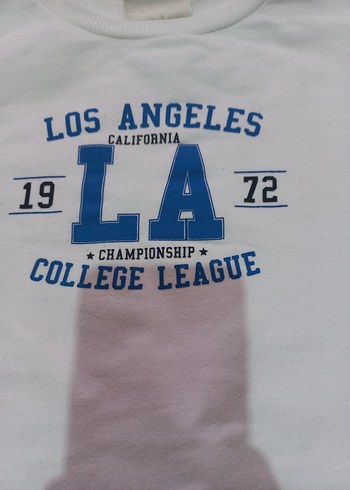 LOS ANGELES
CALIFORNIA
19 LA 72
★ CHAMPIONSHIP ★
COLLEGE LEAGUE